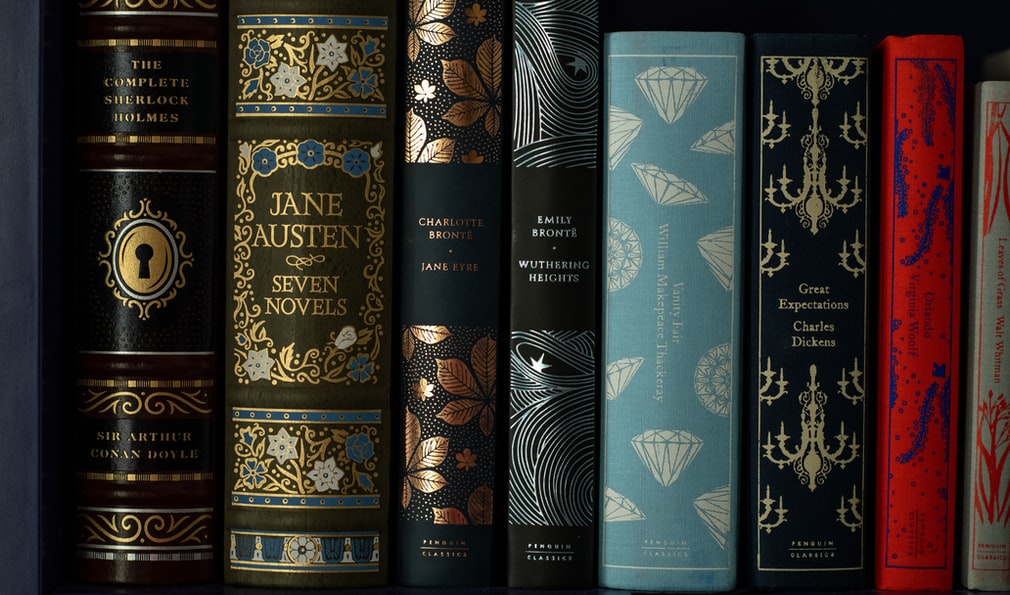 THE
COMPLETE
SHERLOCK
HOLMES
SIR ARTHUR
CONAN DOYLE
JANE
AUSTEN
SEVEN
NOVELS
CHARLOTTE
BRONTË
JANE EYRE
PENGUIN
CLASSICS
EMILY
BRONTË
WUTHERING
HEIGHTS
PENGUIN
CLASSICS
Vanity Fair
William Makepeace Thackeray
PENGUIN
CLASSICS
Great
Expectations
Charles
Dickens
PENGUIN
CLASSICS
Orlando
Virginia Woolf
Leaves of Grass Walt Whitman
PENGUIN
CLASSICS